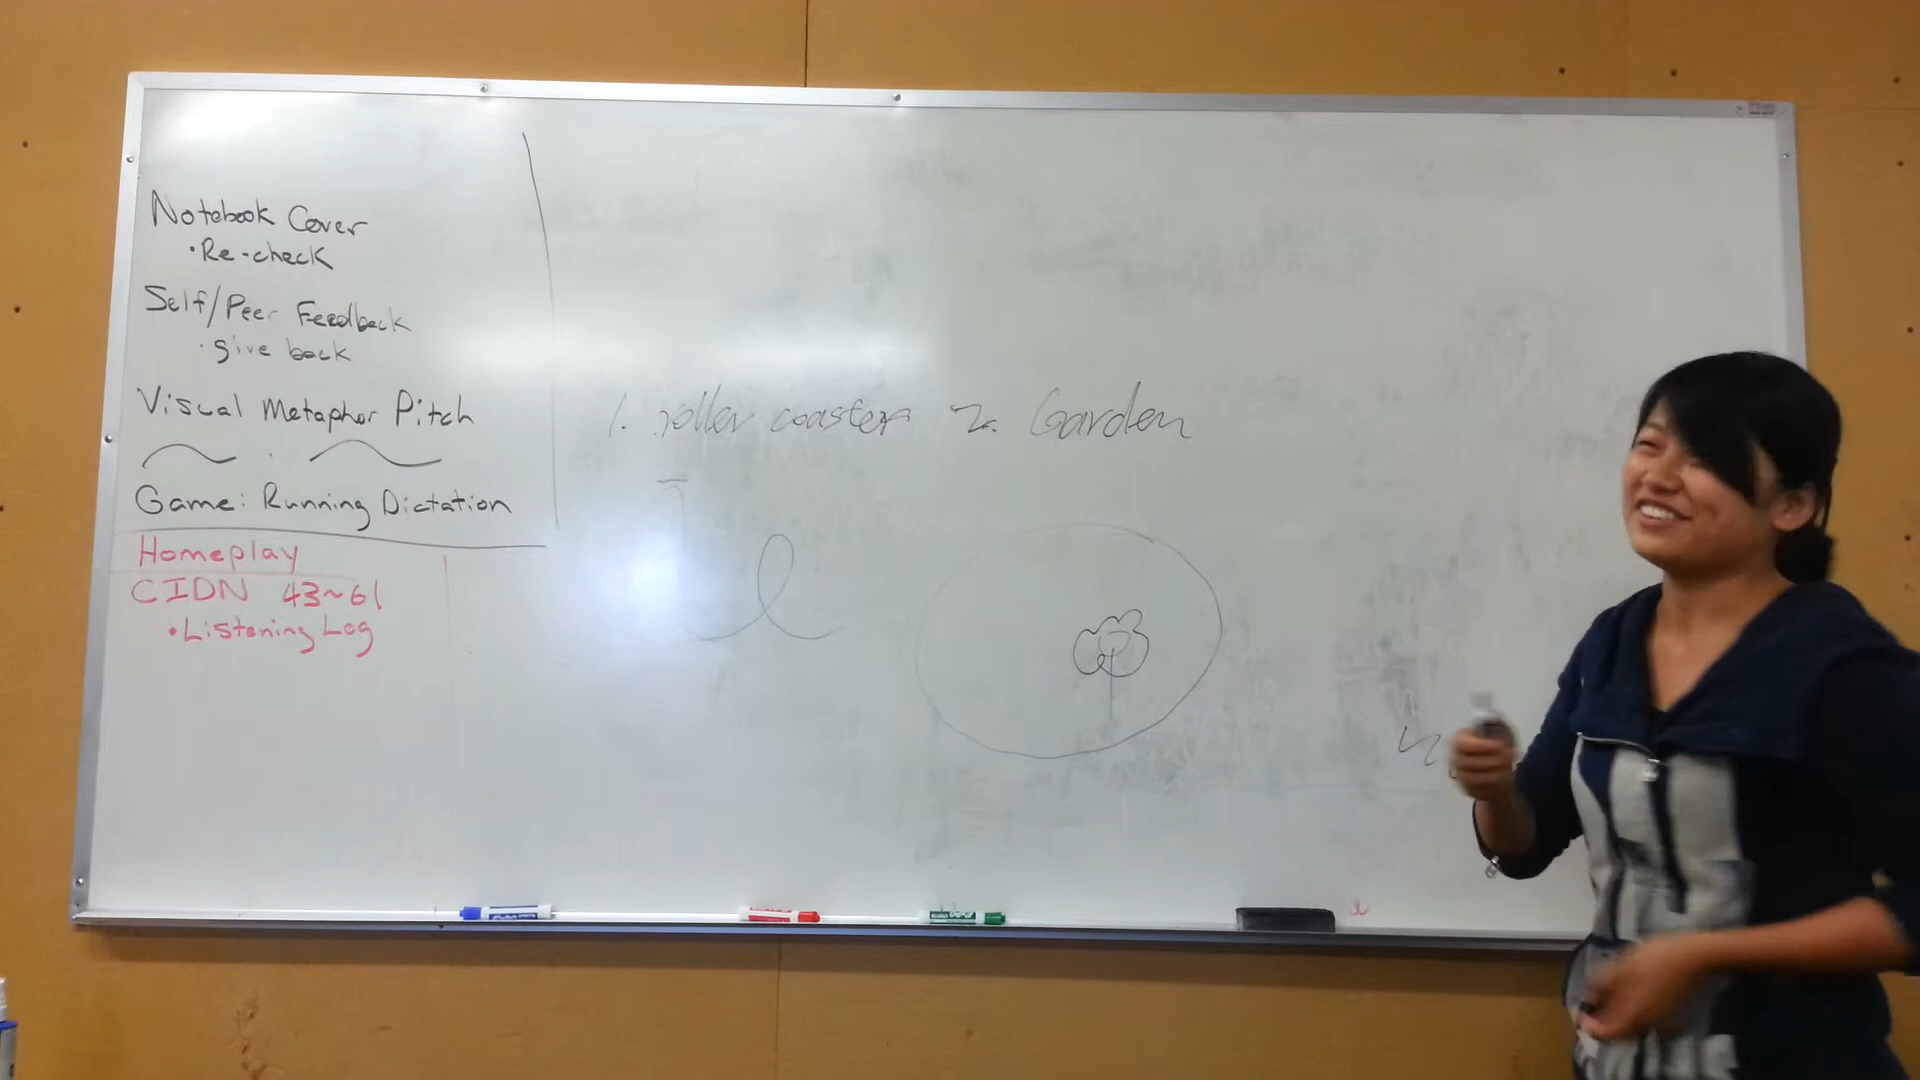 Notebook Cover
•Re-check
Self/Peer Feedback
•give back
Visual Metaphor Pitch
Game: Running Dictation
Homeplay
CIDN 43~61
•Listening Log
1. roller coaster 2. Garden